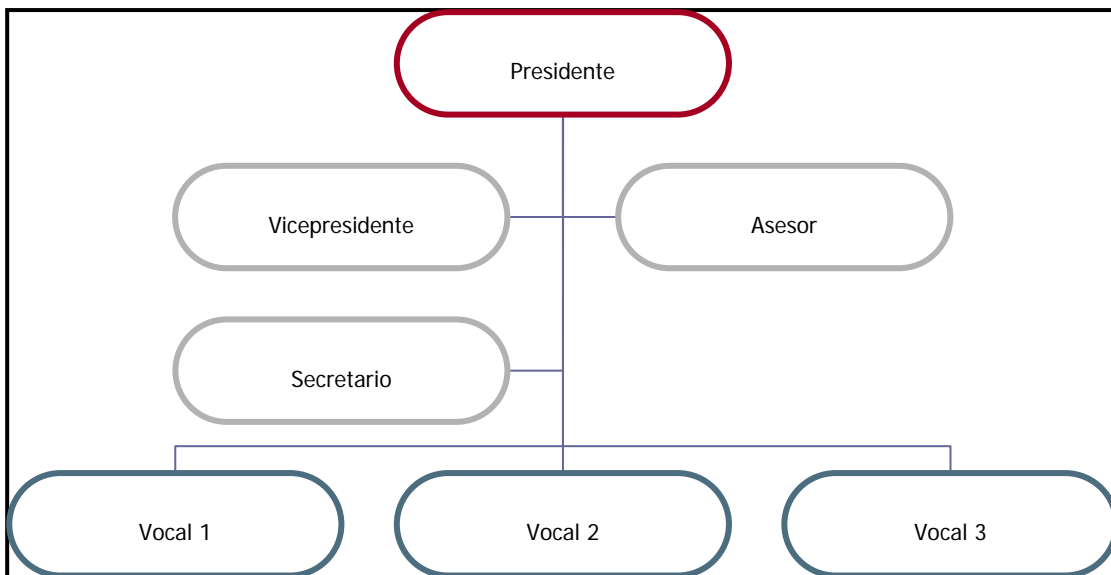 Presidente
Vicepresidente
Asesor
Secretario
Vocal 1
Vocal 2
Vocal 3